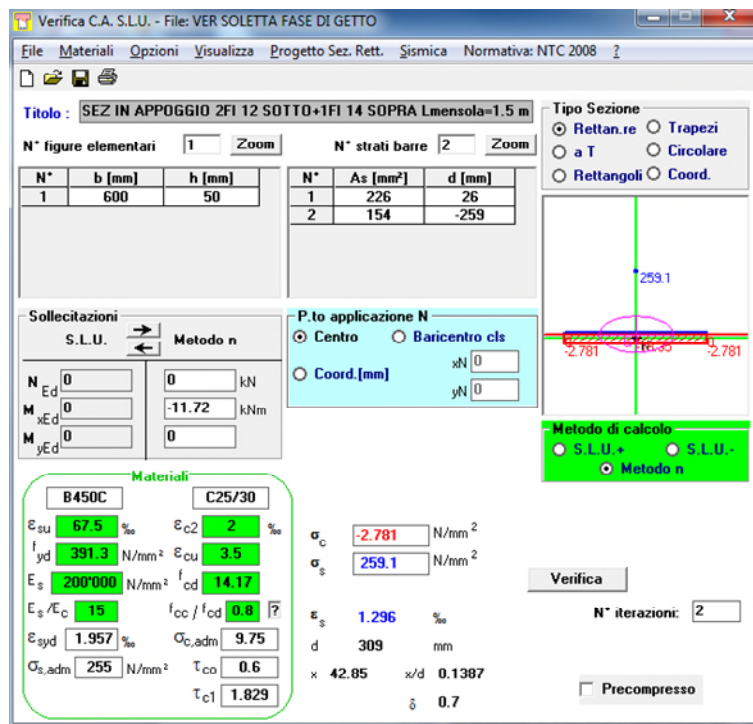 Verifica C.A. S.L.U. - File: VER SOLETTA FASE DI GETTO
File Materiali Opzioni Visualizza Progetto Sez. Rett. Sismica Normativa: NTC 2008 ?
Titolo : SEZ IN APPOGGIO 2FI 12 SOTTO+1FI 14 SOPRA Lmensola=1.5 m
N° figure elementari 1 Zoom N° strati barre 2 Zoom
N° b [mm] h [mm]
1 600 50
N° As [mm²] d [mm]
1 226 26
2 154 -259
Tipo Sezione
Rettan.re Trapezi
a T Circolare
Rettangoli Coord.
259.1
-2.781 -2.781
Sollecitazioni
S.L.U. Metodo n
N Ed 0 0 kN
M xEd 0 -11.72 kNm
M yEd 0 0
P.to applicazione N
Centro Baricentro cls
Coord.[mm] xN 0
yN 0
Metodo di calcolo
S.L.U.+ S.L.U.-
Metodo n
Materiali
B450C C25/30
εsu 67.5 ‰ εc2 2 ‰
fyd 391.3 N/mm² εcu 3.5
Es 200'000 N/mm² fcd 14.17
Es/Ec 15 fcc / fcd 0.8 ?
εsyd 1.957 ‰ σc,adm 9.75
σs,adm 255 N/mm² τco 0.6
τc1 1.829
σc -2.781 N/mm²
σs 259.1 N/mm²
εs 1.296 ‰
d 309 mm
x 42.85 x/d 0.1387
δ 0.7
Verifica
N° iterazioni: 2
Precompresso